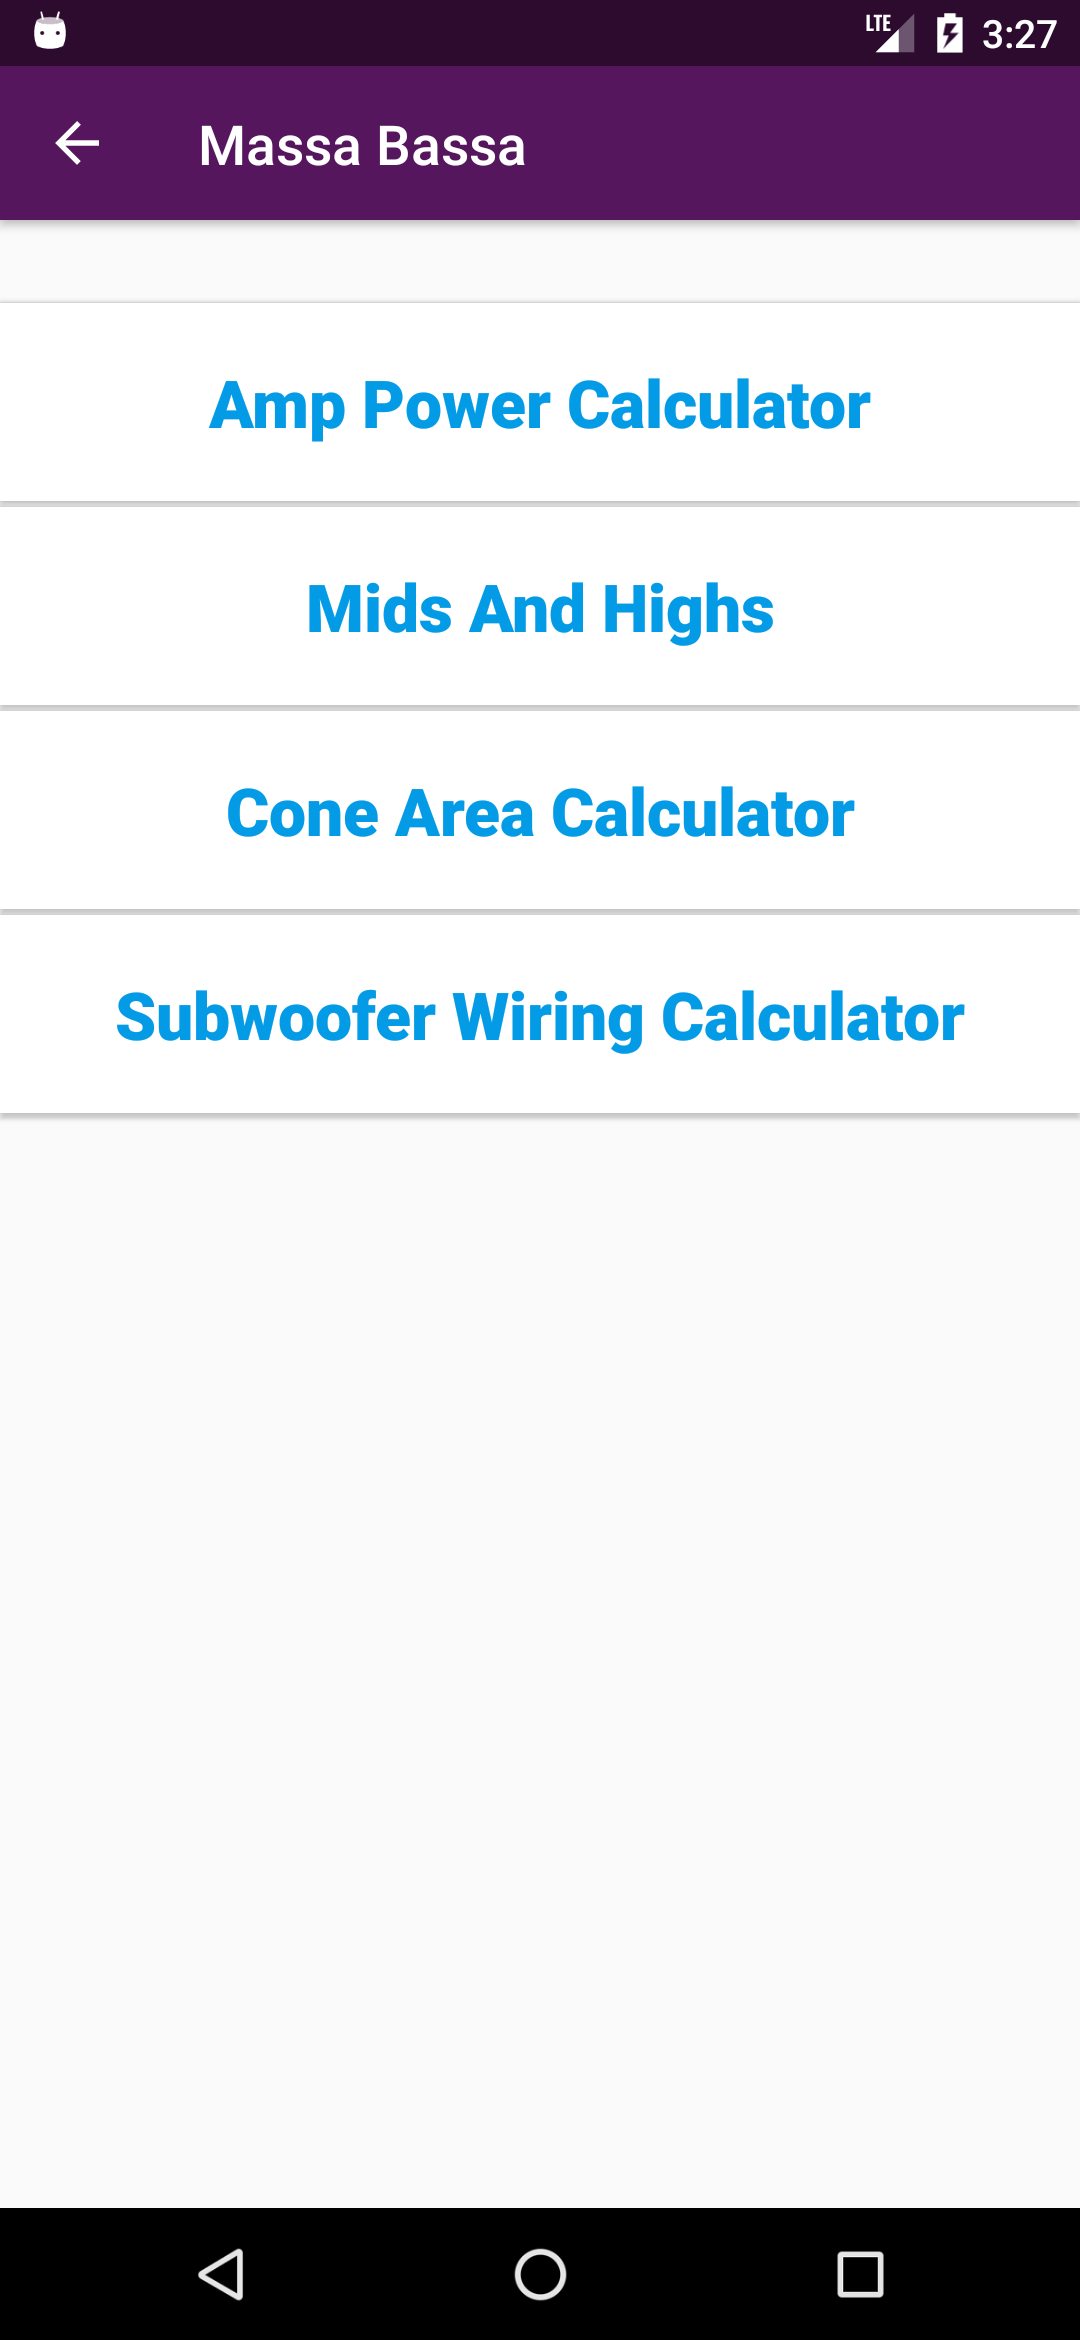 LTE 3:27
Massa Bassa
Amp Power Calculator
Mids And Highs
Cone Area Calculator
Subwoofer Wiring Calculator